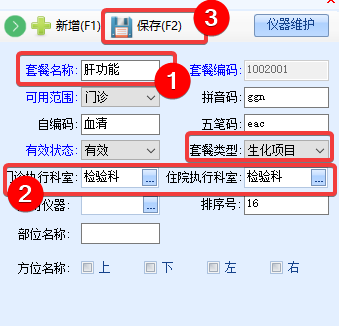 新增(F1) 保存(F2) 3 仪器维护
套餐名称: 肝功能 套餐编码: 1002001
1
可用范围: 门诊 拼音码: ggn
自编码: 血清 五笔码: eac
有效状态: 有效 套餐类型: 生化项目
门诊执行科室: 检验科 ... 住院执行科室: 检验科 ...
2
仪器: ... 排序号: 16
部位名称:
方位名称: 上 下 左 右